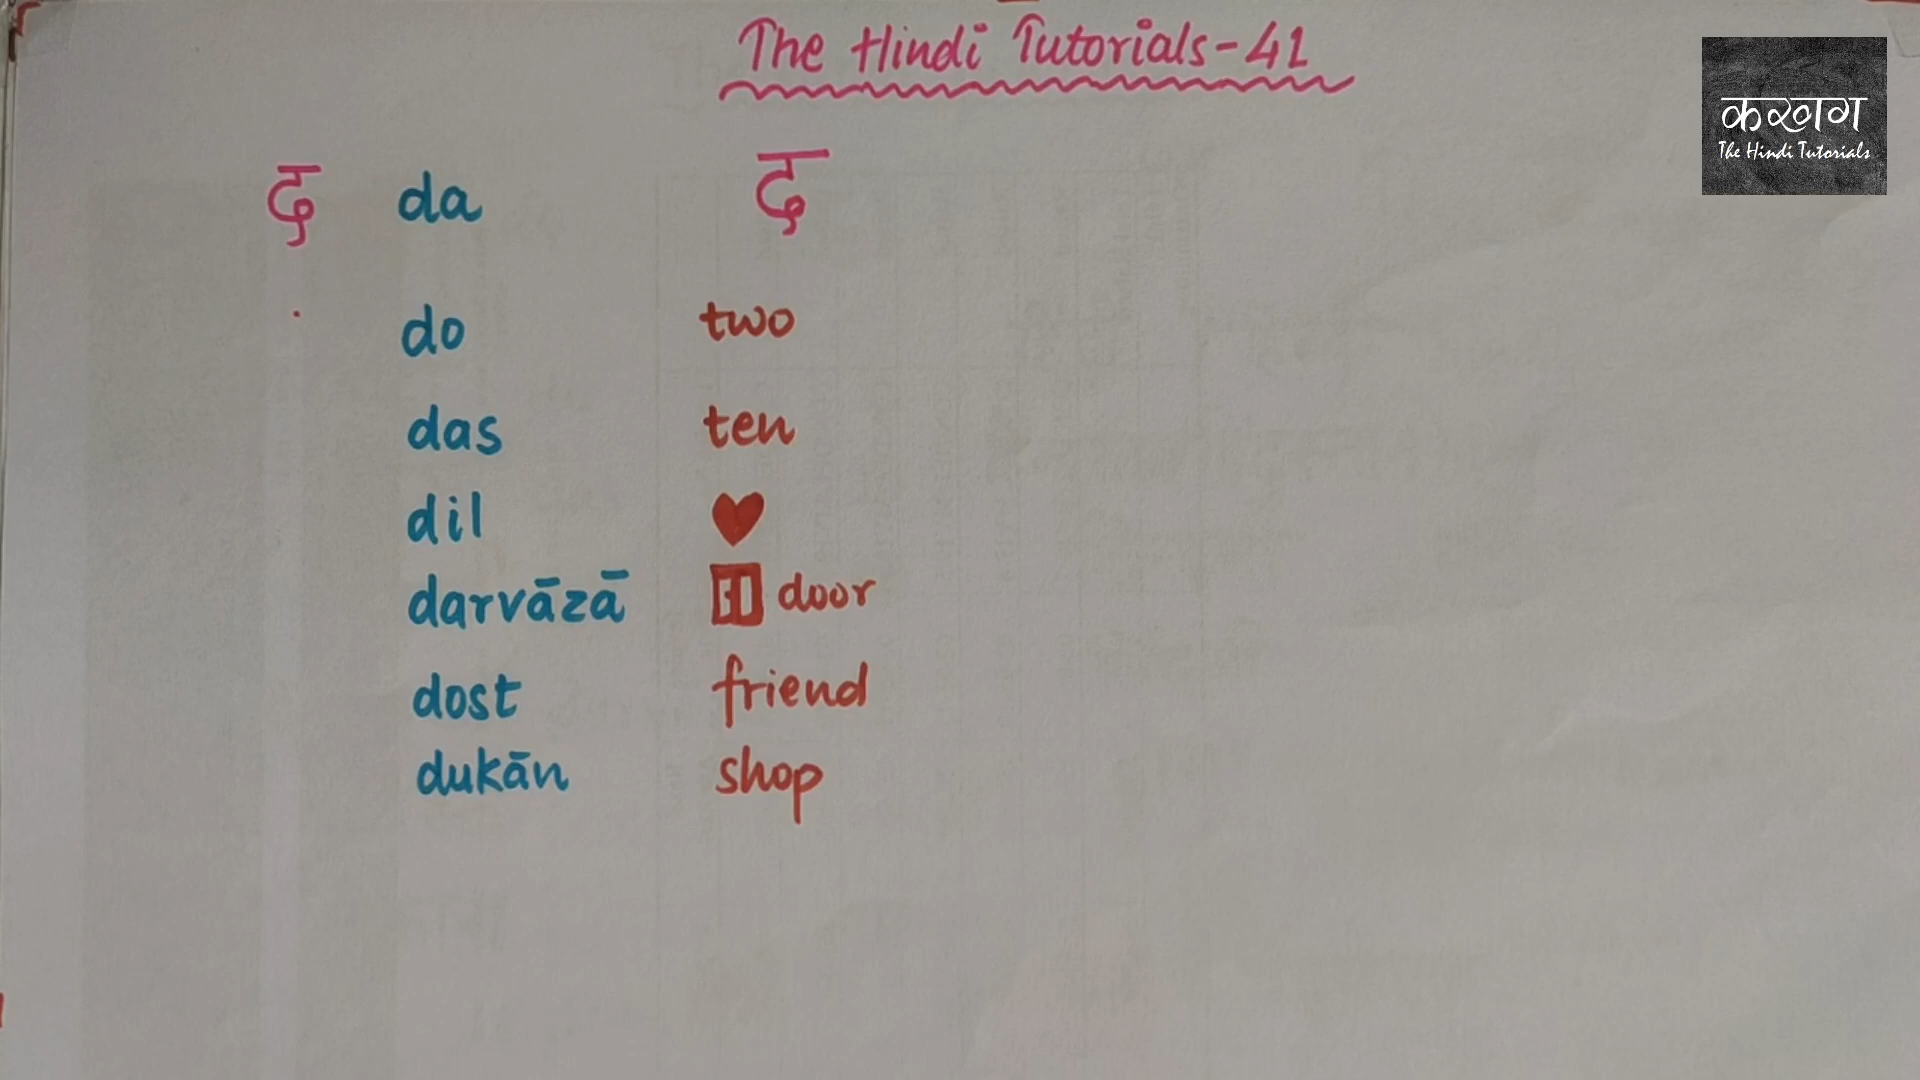 The Hindi Tutorials-41
कखग
The Hindi Tutorials
द da द
do two
das ten
dil
darvāzā door
dost friend
dukān shop